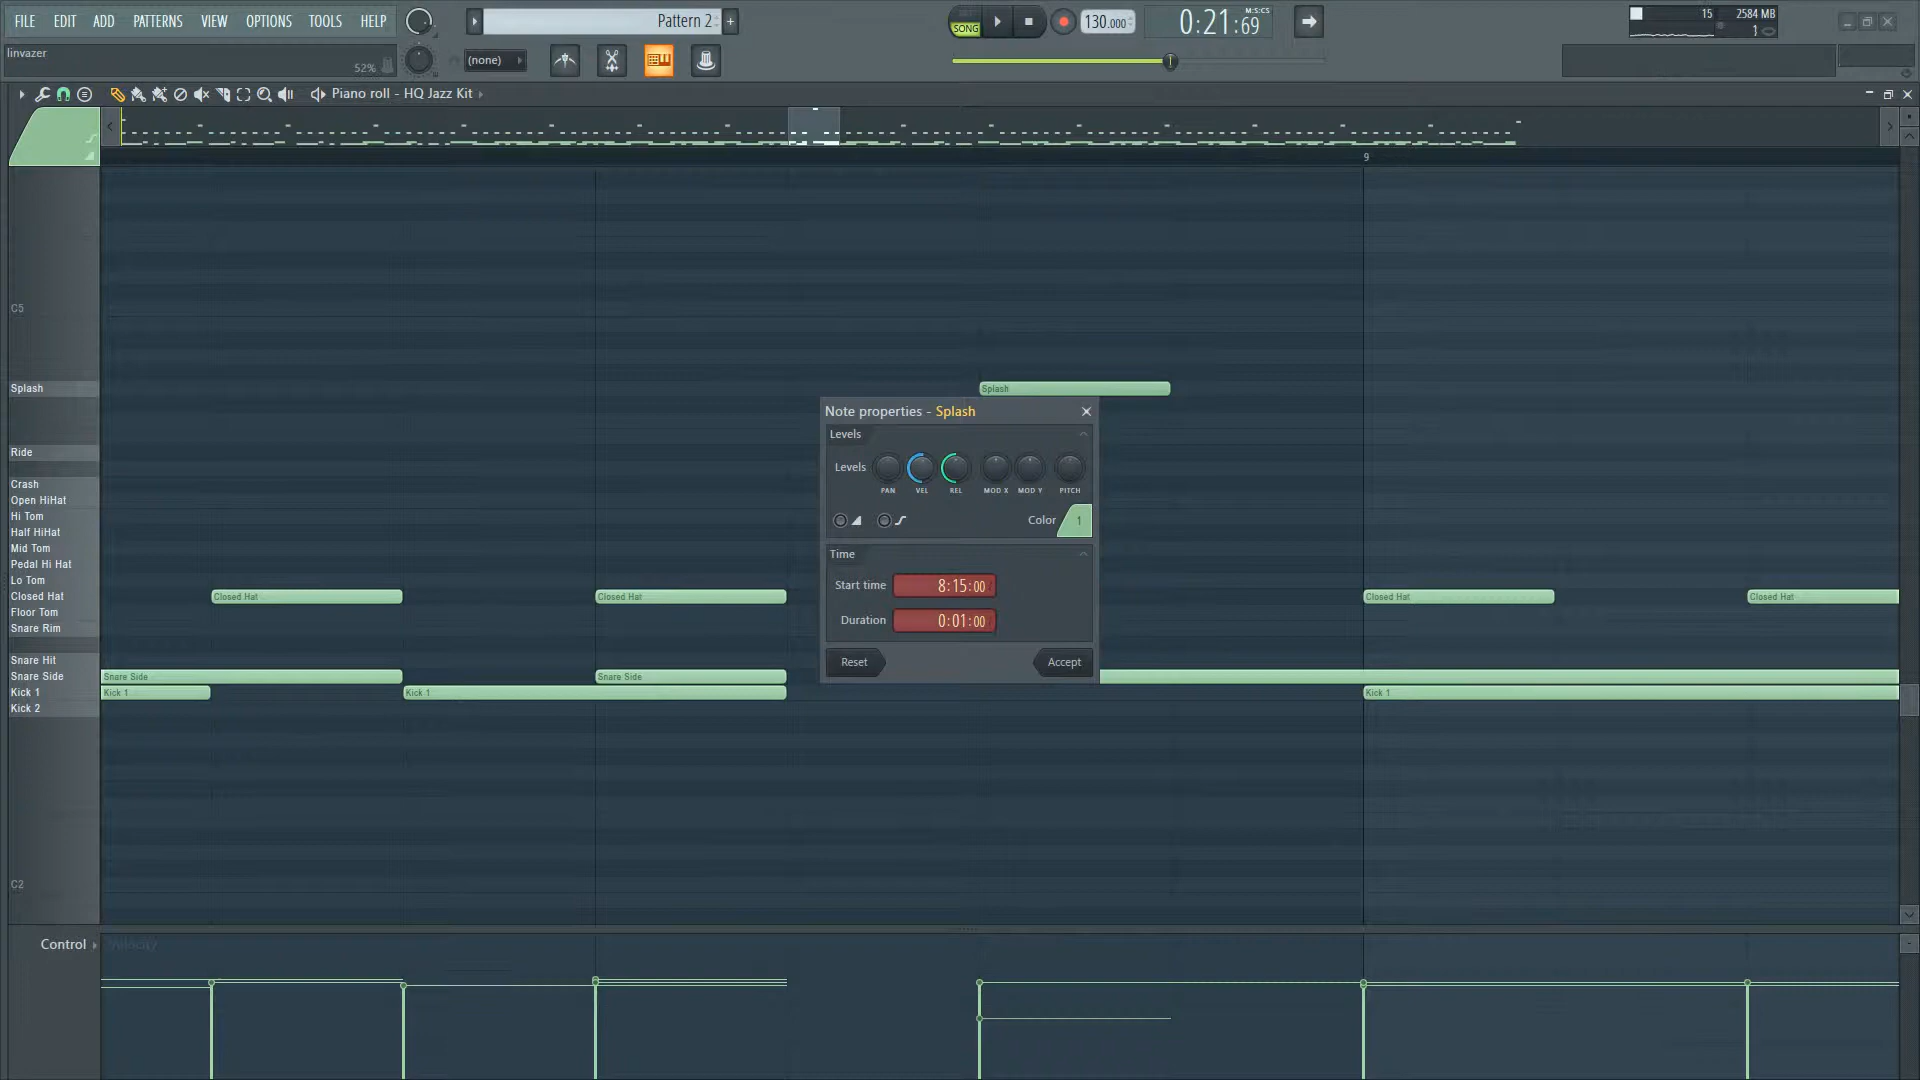 FILE EDIT ADD PATTERNS VIEW OPTIONS TOOLS HELP
Pattern 2
+
SONG
130.000
0:21:69
M:S:CS
15
2584 MB
1
linvazer
52%
(none)
Piano roll - HQ Jazz Kit
9
C5
Splash
Splash
Note properties - Splash
Levels
Ride
Levels
Crash
PAN VEL REL MOD X MOD Y PITCH
Open HiHat
Hi Tom
Color 1
Half HiHat
Mid Tom
Time
Pedal Hi Hat
Lo Tom
Start time 8:15:00
Closed Hat
Closed Hat
Closed Hat
Closed Hat
Closed Hat
Floor Tom
Duration 0:01:00
Snare Rim
Snare Hit
Reset
Accept
Snare Side
Snare Side
Snare Side
Kick 1
Kick 1
Kick 1
Kick 1
Kick 2
C2
Control
Velocity